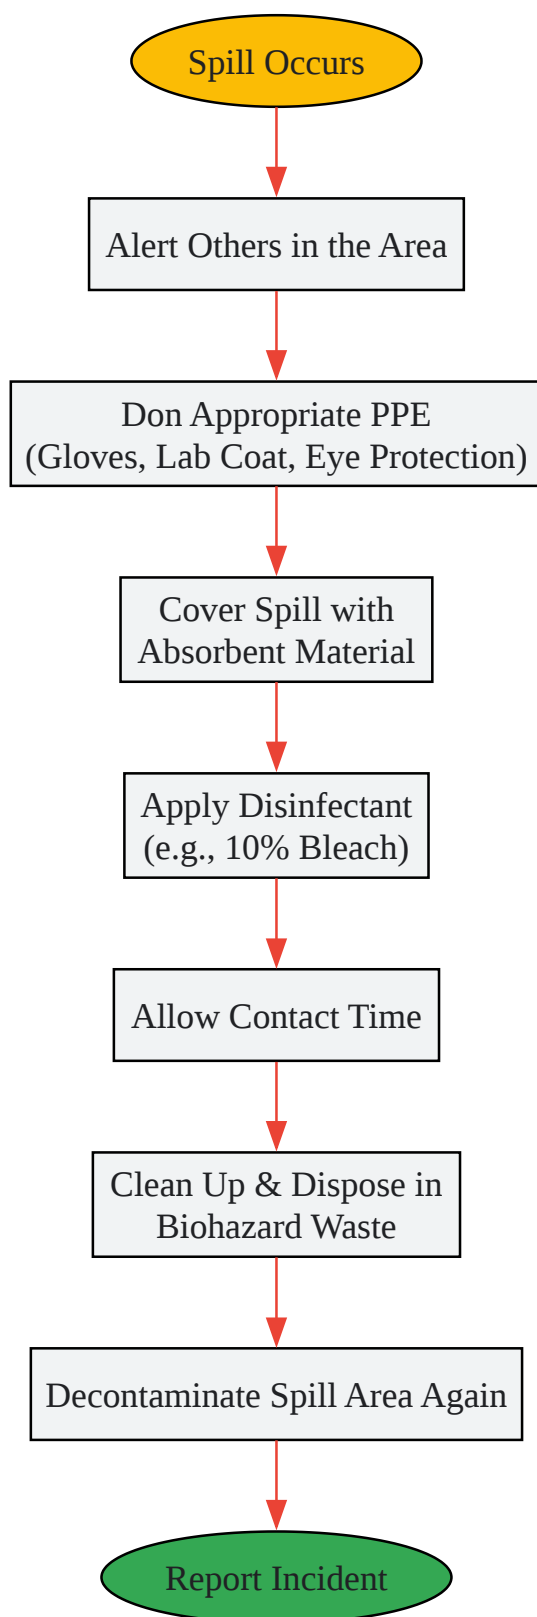 Spill Occurs
Alert Others in the Area
Don Appropriate PPE
(Gloves, Lab Coat, Eye Protection)
Cover Spill with
Absorbent Material
Apply Disinfectant
(e.g., 10% Bleach)
Allow Contact Time
Clean Up & Dispose in
Biohazard Waste
Decontaminate Spill Area Again
Report Incident